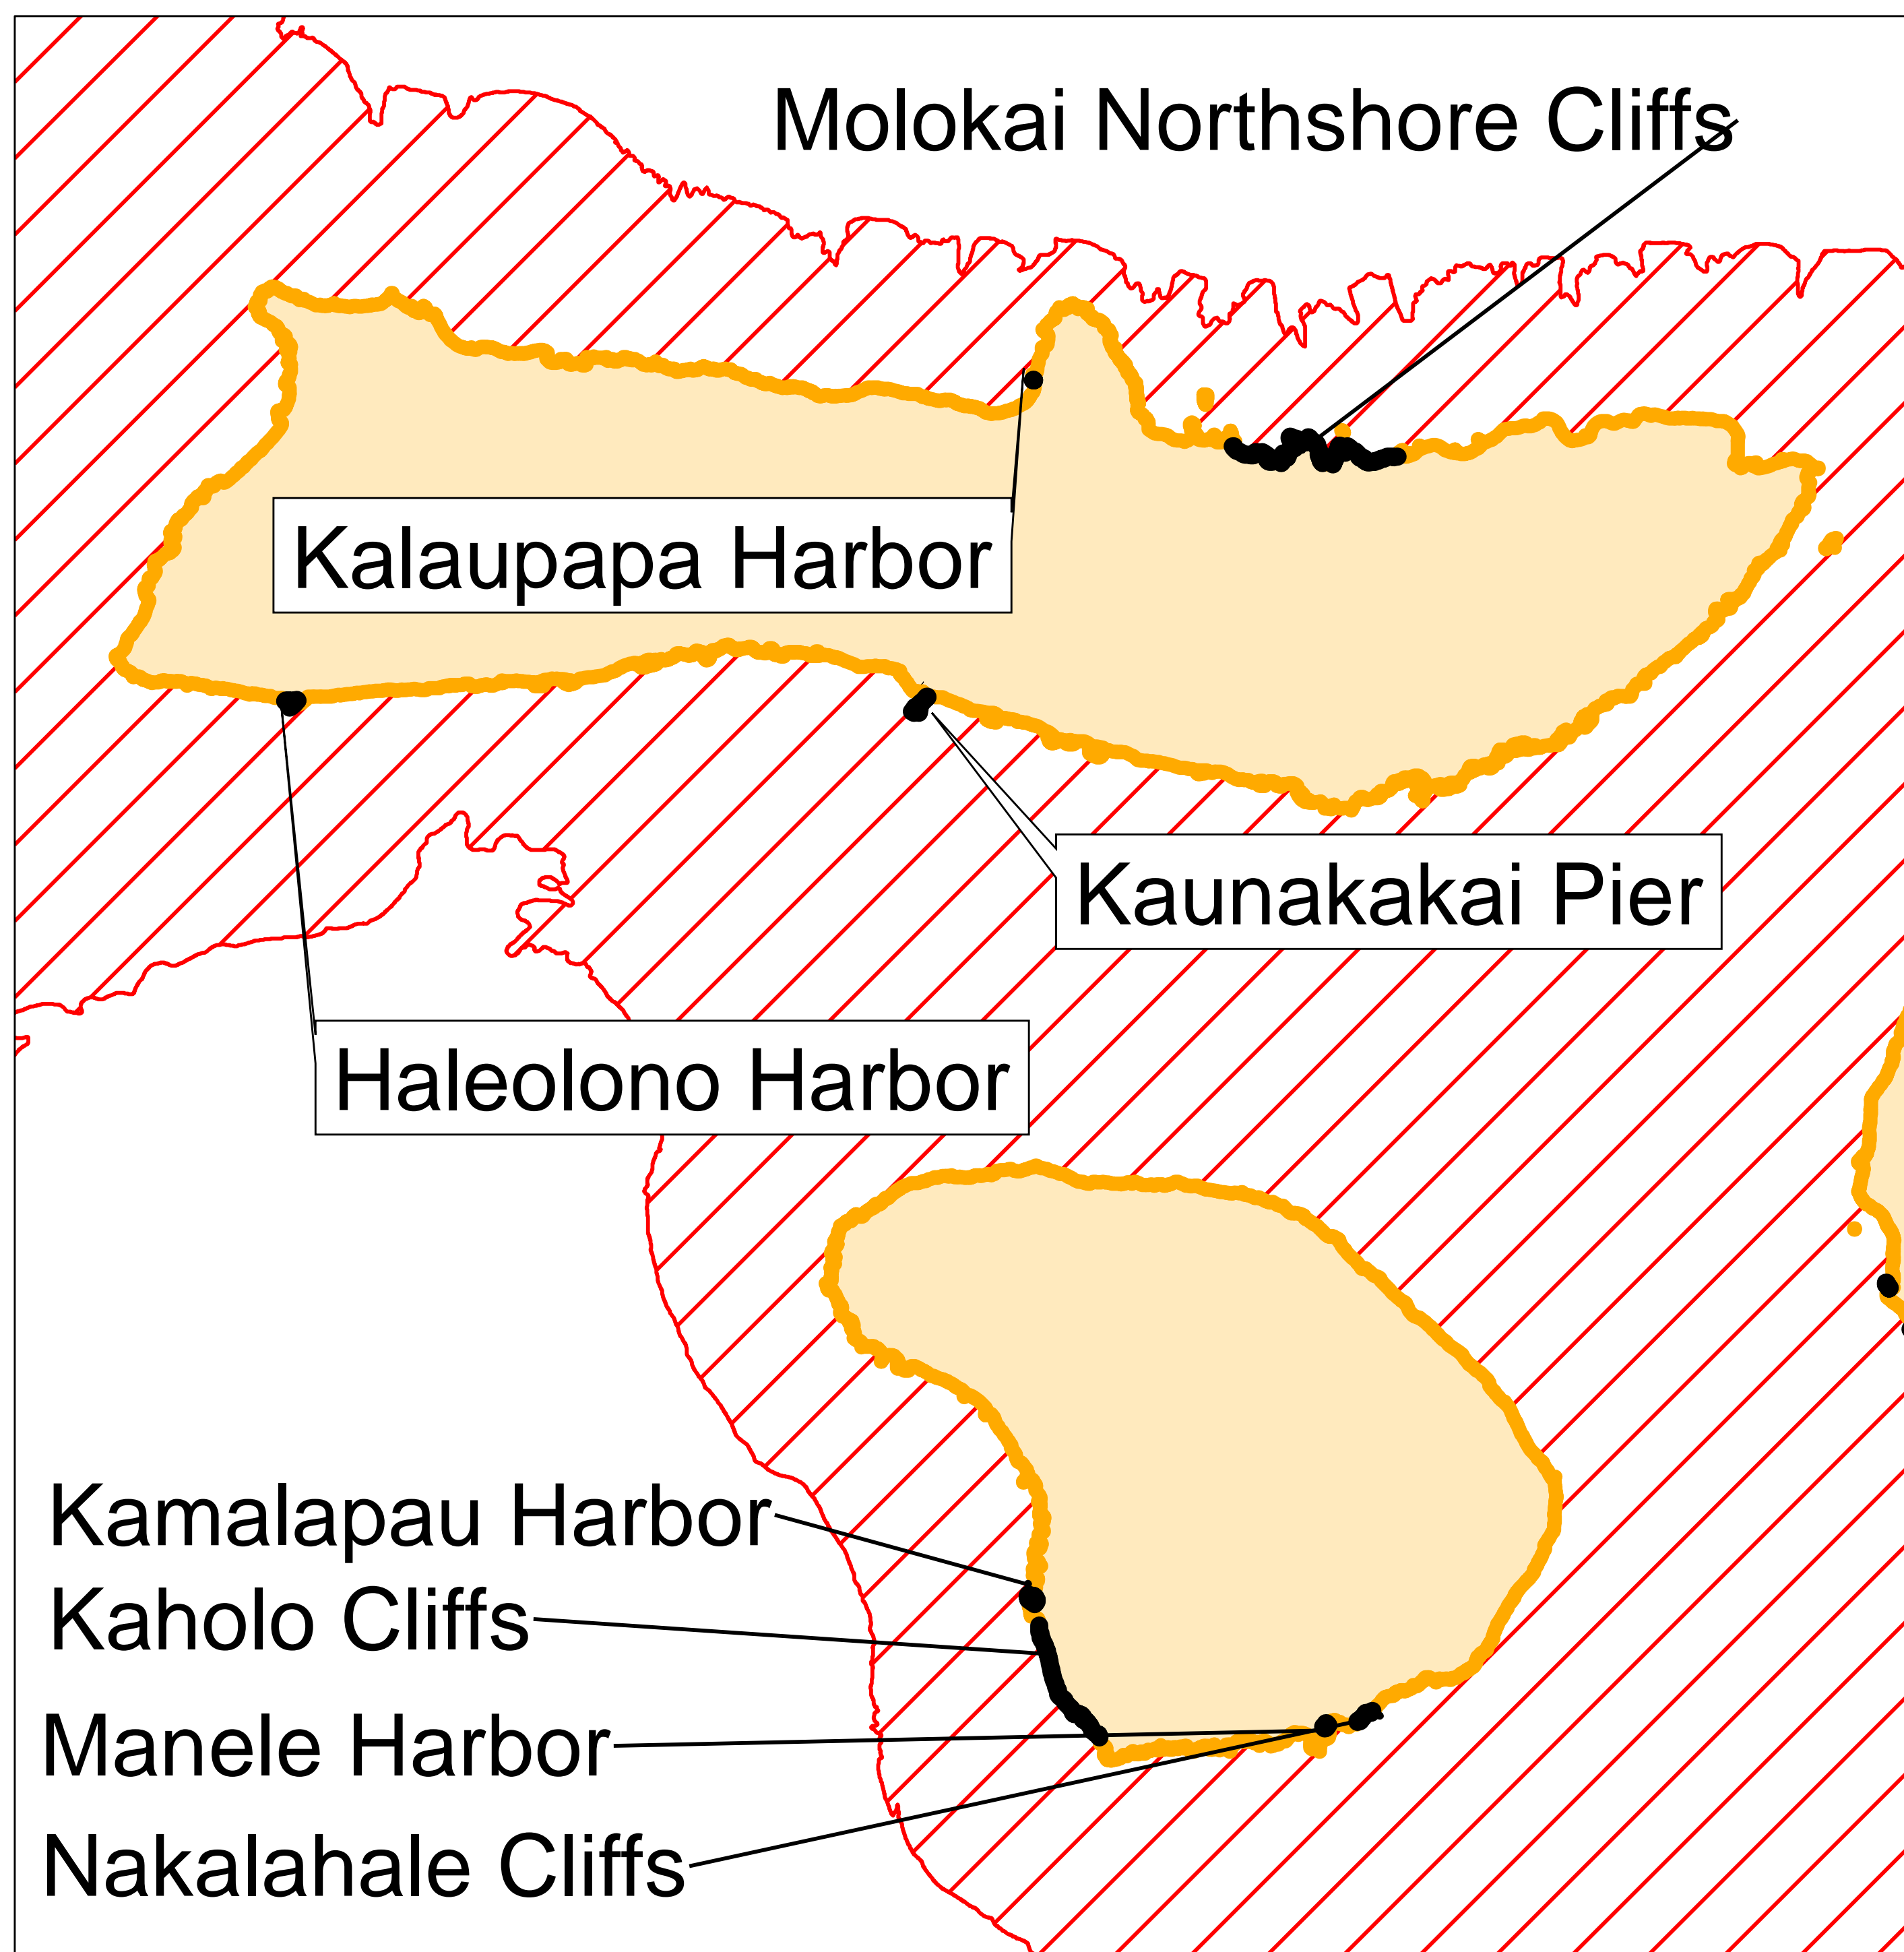 Molokai Northshore Cliffs
Kalaupapa Harbor
Kaunakakai Pier
Haleolono Harbor
Kamalapau Harbor
Kaholo Cliffs
Manele Harbor
Nakalahale Cliffs